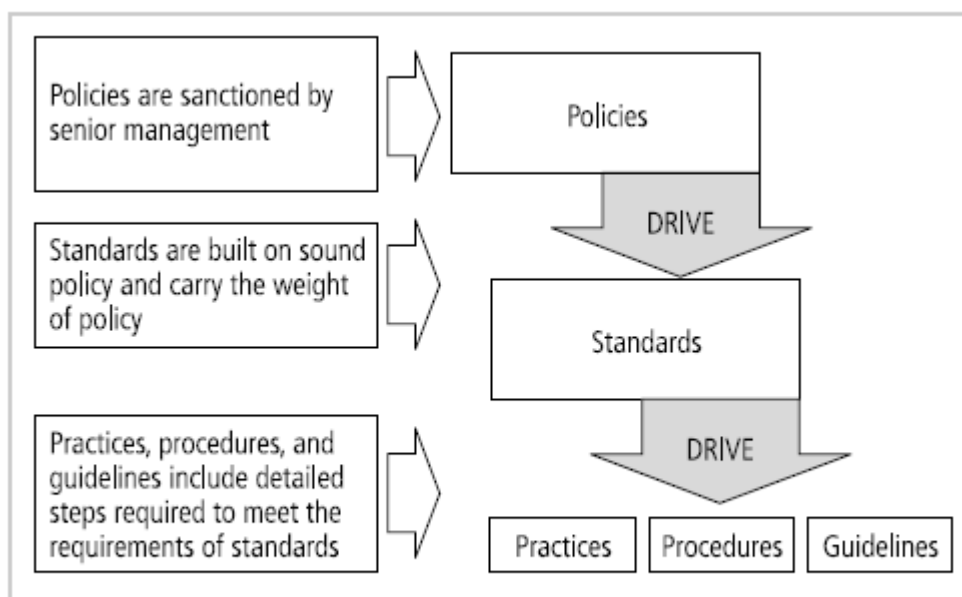 Policies are sanctioned by
senior management
Policies
DRIVE
Standards are built on sound
policy and carry the weight
of policy
Standards
DRIVE
Practices, procedures, and
guidelines include detailed
steps required to meet the
requirements of standards
Practices
Procedures
Guidelines